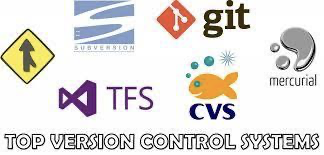 SUBVERSION
git
mercurial
TFS
CVS
TOP VERSION CONTROL SYSTEMS